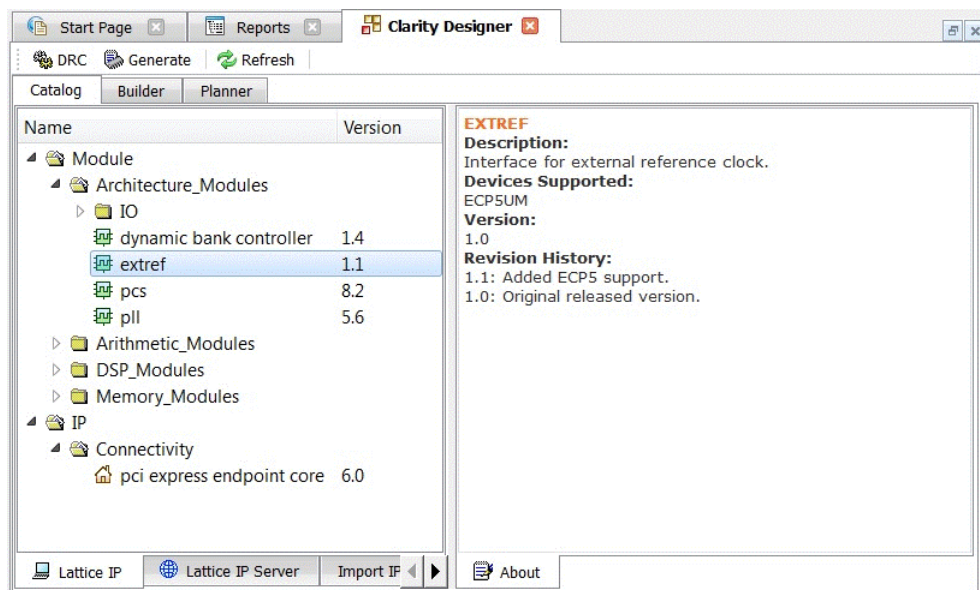 Start Page
Reports
Clarity Designer
DRC Generate Refresh
Catalog Builder Planner
Name Version
Module
Architecture_Modules
IO
dynamic bank controller 1.4
extref 1.1
pcs 8.2
pll 5.6
Arithmetic_Modules
DSP_Modules
Memory_Modules
IP
Connectivity
pci express endpoint core 6.0
Lattice IP Lattice IP Server Import IP
EXTREF
Description:
Interface for external reference clock.
Devices Supported:
ECP5UM
Version:
1.0
Revision History:
1.1: Added ECP5 support.
1.0: Original released version.
About